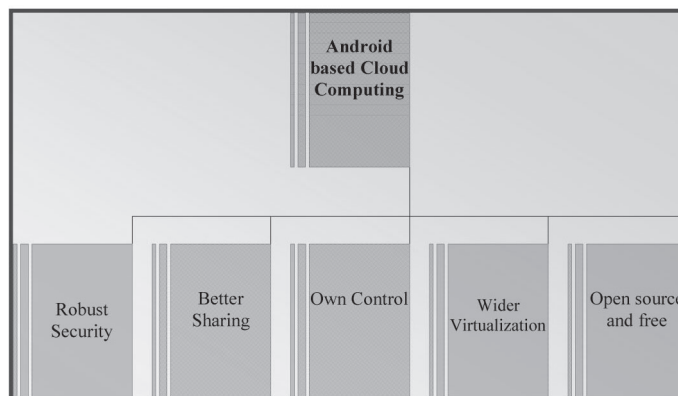 Android
based Cloud
Computing
Robust
Security
Better
Sharing
Own Control
Wider
Virtualization
Open source
and free